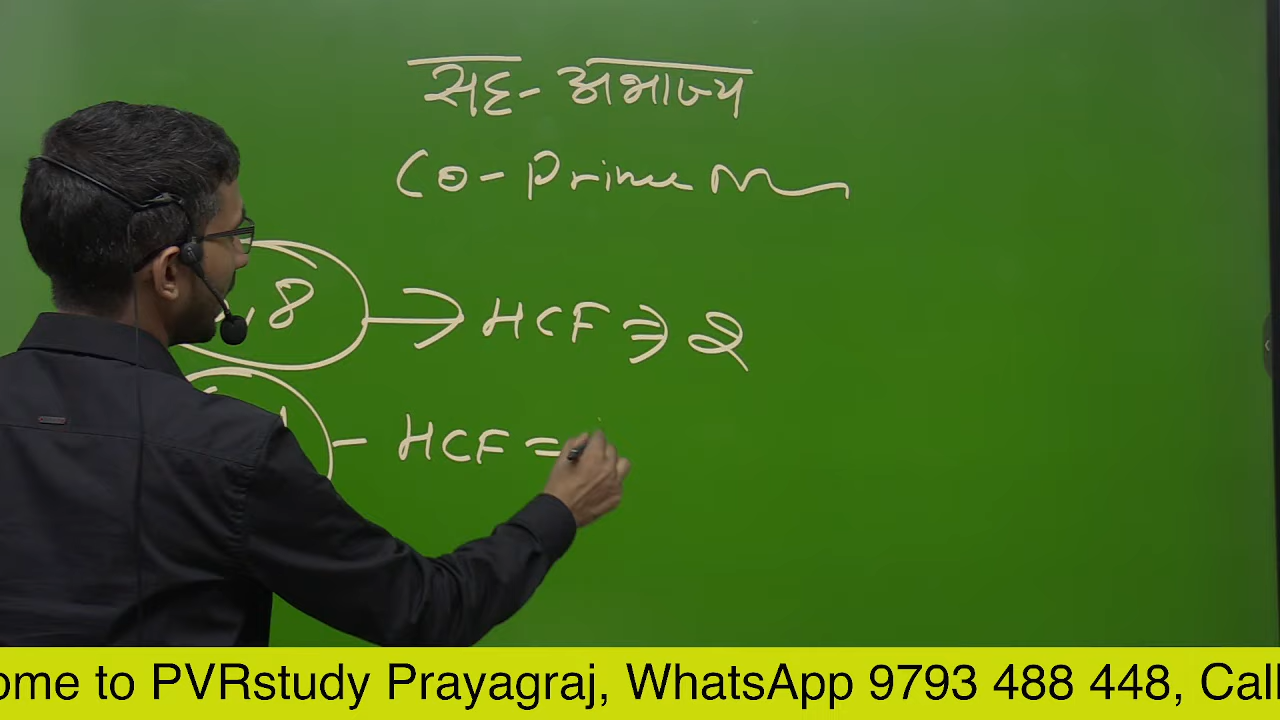 सह-अभाज्य
Co-Prime
,8 → HCF ⇒ 2
- HCF =
ome to PVRstudy Prayagraj, WhatsApp 9793 488 448, Call